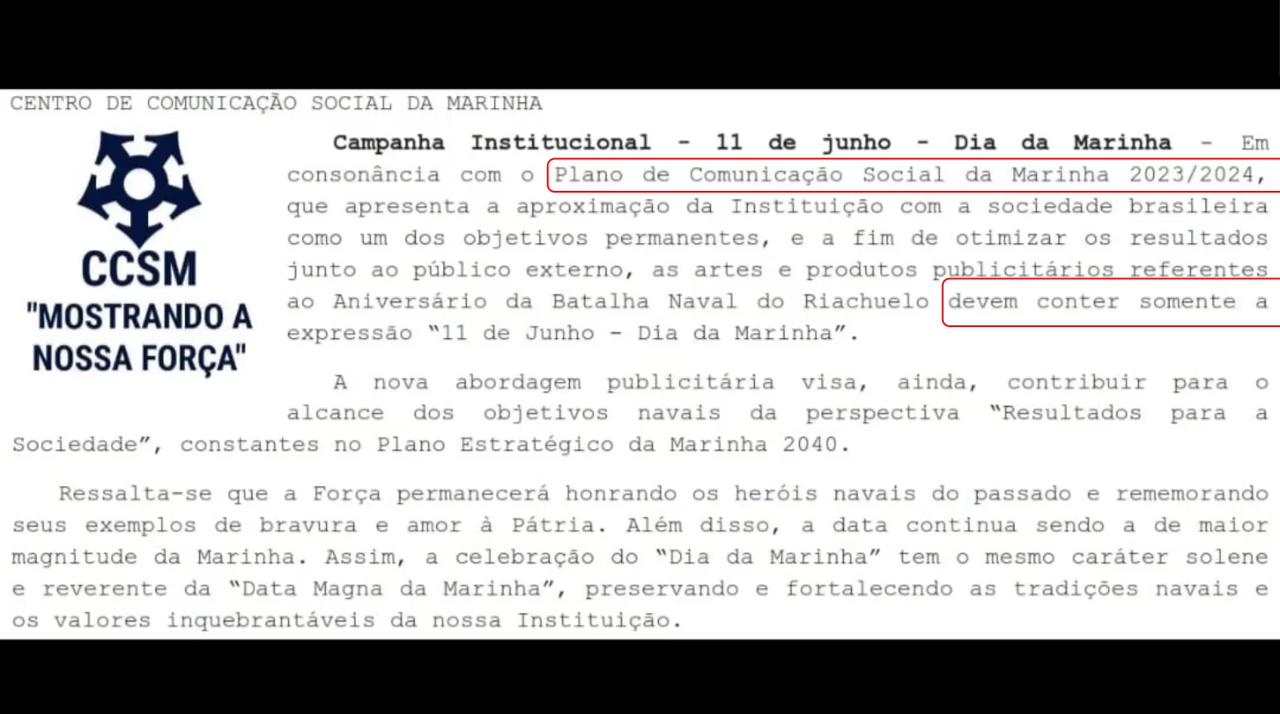 CENTRO DE COMUNICAÇÃO SOCIAL DA MARINHA
CCSM
"MOSTRANDO A
NOSSA FORÇA"
Campanha Institucional - 11 de junho - Dia da Marinha - Em
consonância com o Plano de Comunicação Social da Marinha 2023/2024,
que apresenta a aproximação da Instituição com a sociedade brasileira
como um dos objetivos permanentes, e a fim de otimizar os resultados
junto ao público externo, as artes e produtos publicitários referentes
ao Aniversário da Batalha Naval do Riachuelo devem conter somente a
expressão “11 de Junho - Dia da Marinha”.
A nova abordagem publicitária visa, ainda, contribuir para o
alcance dos objetivos navais da perspectiva “Resultados para a
Sociedade”, constantes no Plano Estratégico da Marinha 2040.
Ressalta-se que a Força permanecerá honrando os heróis navais do passado e rememorando
seus exemplos de bravura e amor à Pátria. Além disso, a data continua sendo a de maior
magnitude da Marinha. Assim, a celebração do “Dia da Marinha” tem o mesmo caráter solene
e reverente da “Data Magna da Marinha”, preservando e fortalecendo as tradições navais e
os valores inquebrantáveis da nossa Instituição.